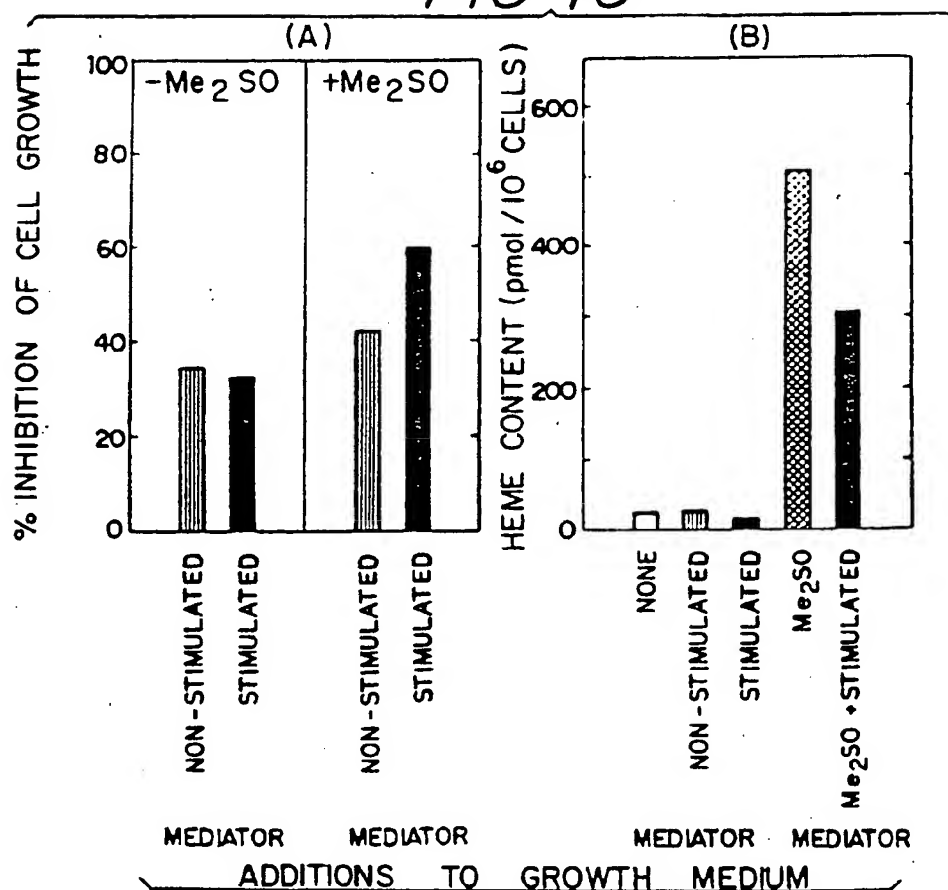 (A)
% INHIBITION OF CELL GROWTH
100
80
60
40
20
0
-Me₂SO
+Me₂SO
NON-STIMULATED
STIMULATED
NON-STIMULATED
STIMULATED
MEDIATOR
MEDIATOR
(B)
HEME CONTENT (pmol/10⁶ CELLS)
600
400
200
0
NONE
NON-STIMULATED
STIMULATED
Me₂SO
Me₂SO +STIMULATED
MEDIATOR
MEDIATOR
ADDITIONS TO GROWTH MEDIUM